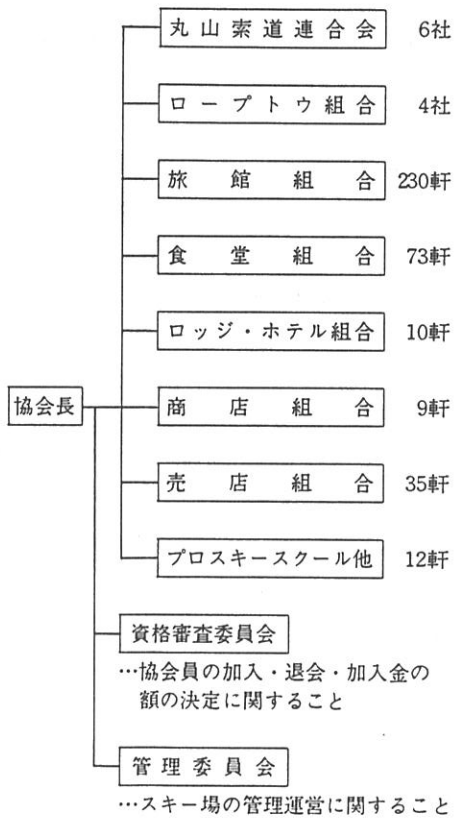 丸山索道連合会 6社
ロープトウ組合 4社
旅館組合 230軒
食堂組合 73軒
ロッジ・ホテル組合 10軒
協会長
商店組合 9軒
売店組合 35軒
プロスキースクール他 12軒
資格審査委員会
…協会員の加入・退会・加入金の
額の決定に関すること
管理委員会
…スキー場の管理運営に関すること